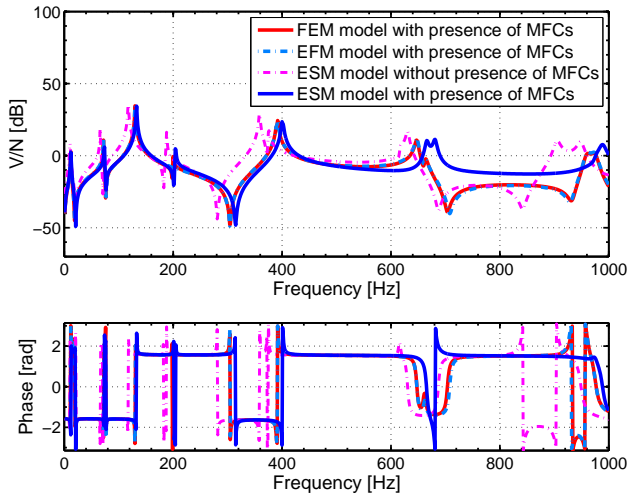 100
50
0
−50
V/N [dB]
FEM model with presence of MFCs
EFM model with presence of MFCs
ESM model without presence of MFCs
ESM model with presence of MFCs
0 200 400 600 800 1000
Frequency [Hz]
2
0
−2
Phase [rad]
0 200 400 600 800 1000
Frequency [Hz]